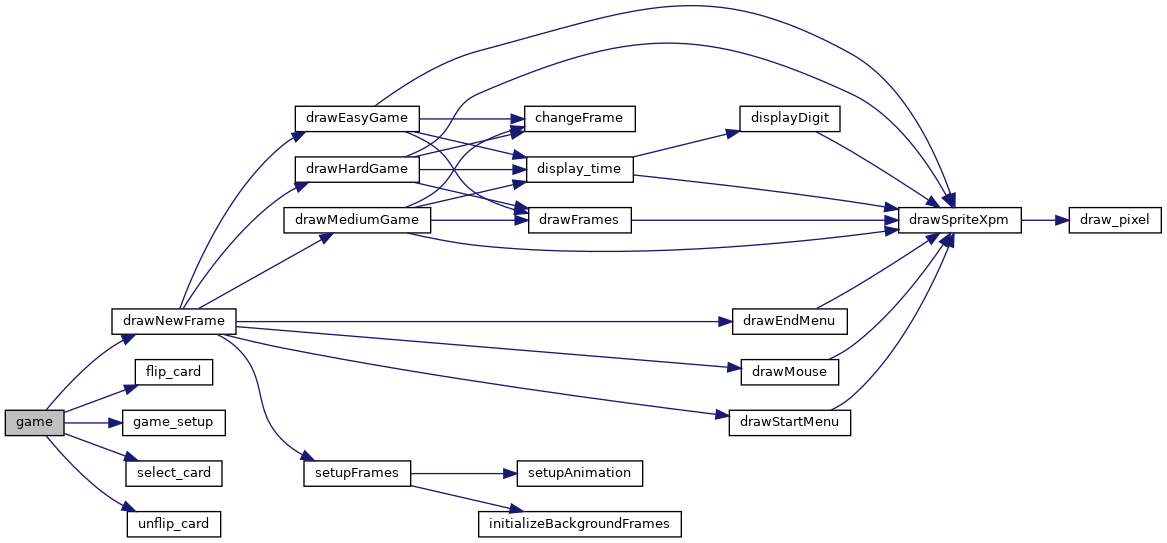 drawEasyGame
changeFrame
displayDigit
drawHardGame
display_time
drawMediumGame
drawFrames
drawSpriteXpm
draw_pixel
drawNewFrame
drawEndMenu
flip_card
drawMouse
game
game_setup
drawStartMenu
select_card
setupFrames
setupAnimation
unflip_card
initializeBackgroundFrames